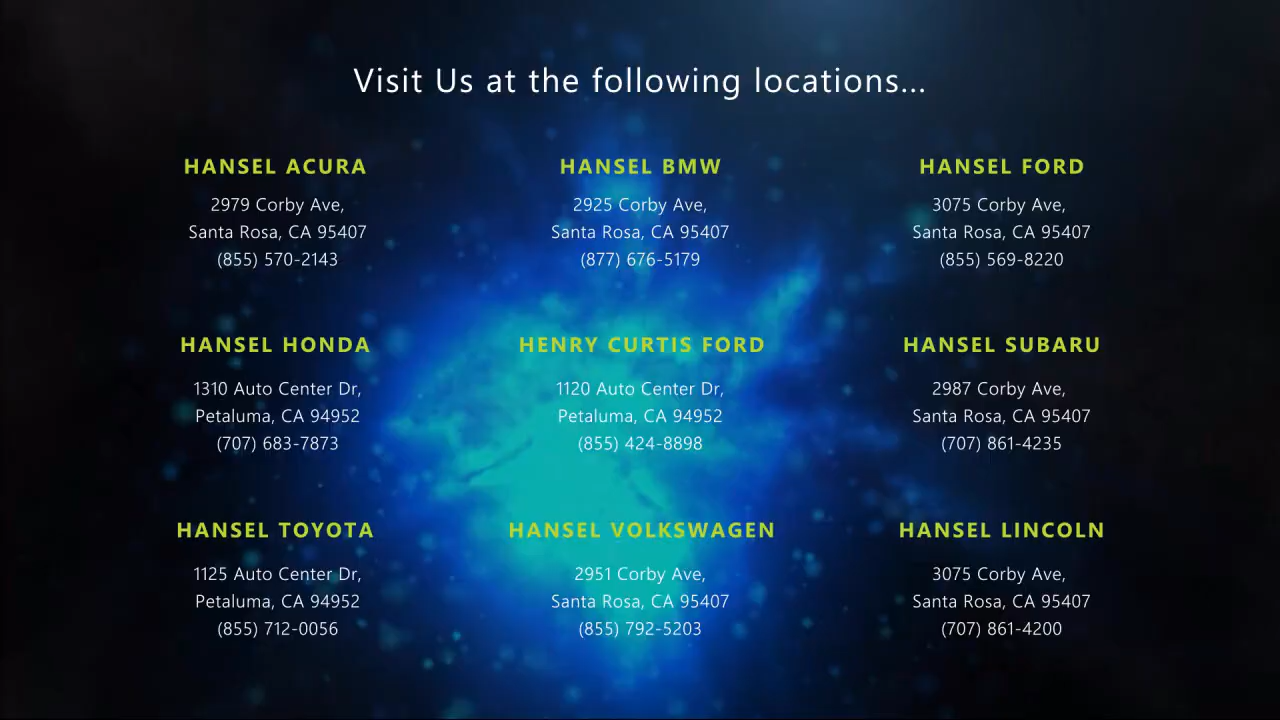 Visit Us at the following locations...
HANSEL ACURA
2979 Corby Ave,
Santa Rosa, CA 95407
(855) 570-2143
HANSEL BMW
2925 Corby Ave,
Santa Rosa, CA 95407
(877) 676-5179
HANSEL FORD
3075 Corby Ave,
Santa Rosa, CA 95407
(855) 569-8220
HANSEL HONDA
1310 Auto Center Dr,
Petaluma, CA 94952
(707) 683-7873
HENRY CURTIS FORD
1120 Auto Center Dr,
Petaluma, CA 94952
(855) 424-8898
HANSEL SUBARU
2987 Corby Ave,
Santa Rosa, CA 95407
(707) 861-4235
HANSEL TOYOTA
1125 Auto Center Dr,
Petaluma, CA 94952
(855) 712-0056
HANSEL VOLKSWAGEN
2951 Corby Ave,
Santa Rosa, CA 95407
(855) 792-5203
HANSEL LINCOLN
3075 Corby Ave,
Santa Rosa, CA 95407
(707) 861-4200